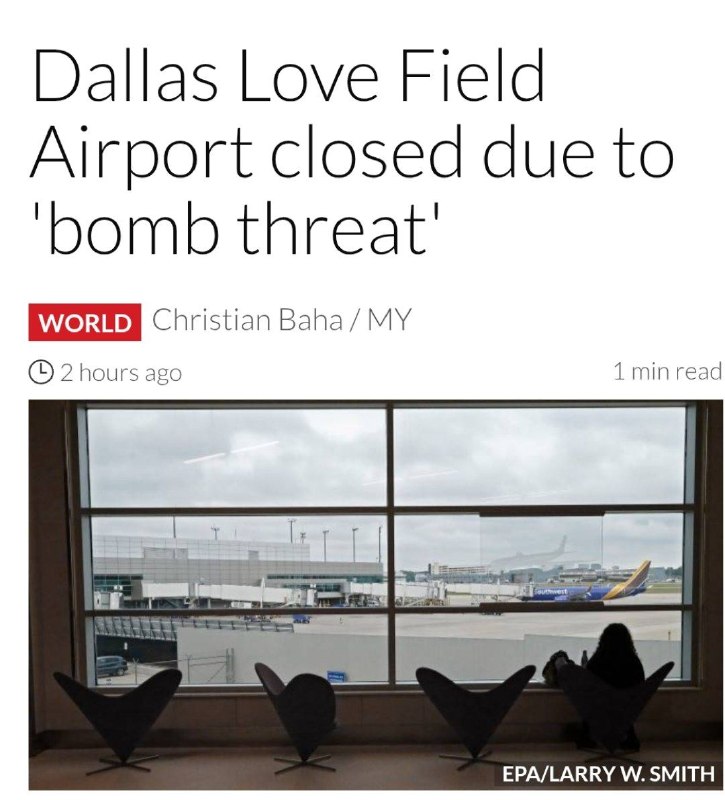 Dallas Love Field
Airport closed due to
'bomb threat'
WORLD Christian Baha / MY
2 hours ago 1 min read
Southwest
EPA/LARRY W. SMITH